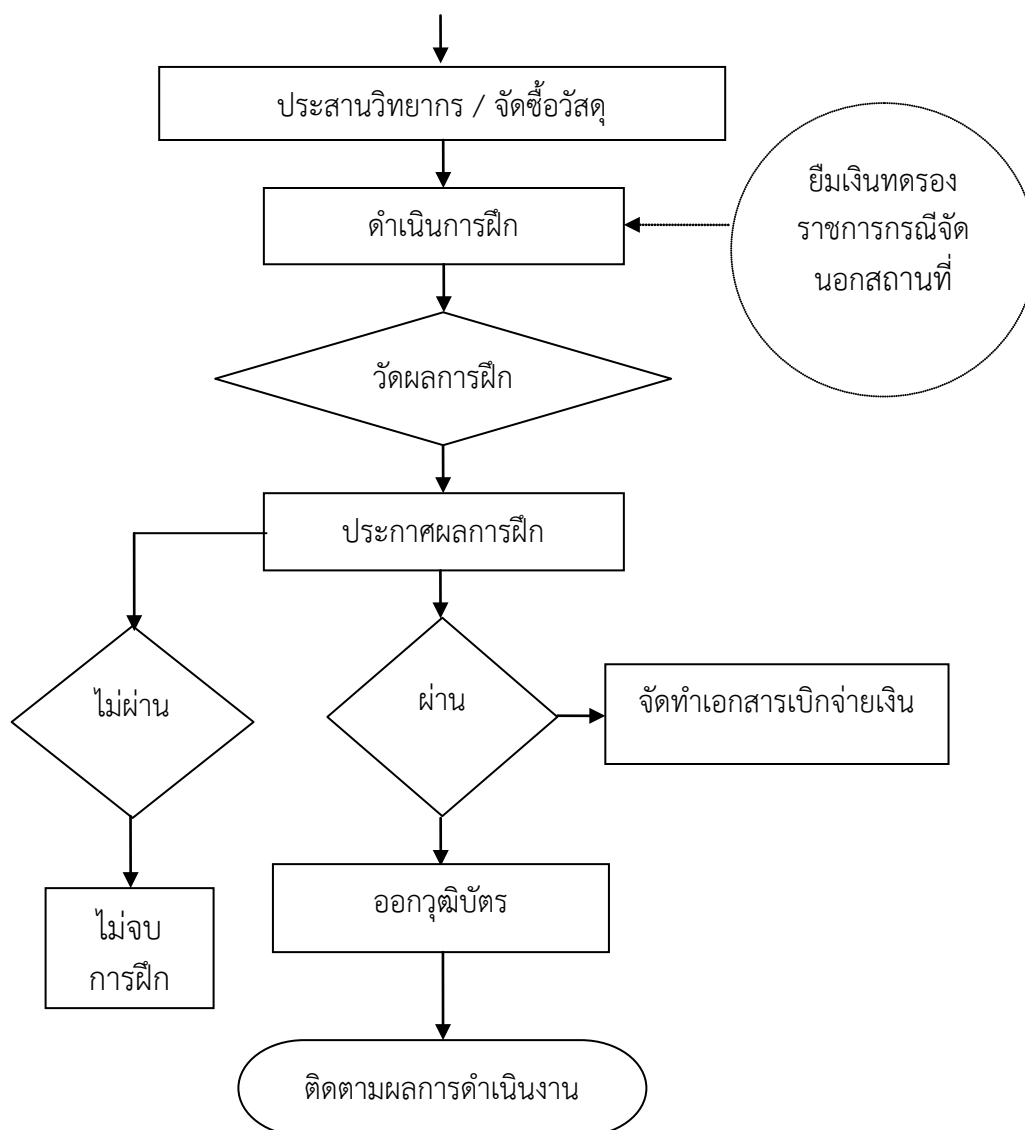 ประสานวิทยากร / จัดซื้อวัสดุ
ยืมเงินทดรอง
ราชการกรณีจัด
นอกสถานที่
ดำเนินการฝึก
วัดผลการฝึก
ประกาศผลการฝึก
ไม่ผ่าน
ผ่าน
จัดทำเอกสารเบิกจ่ายเงิน
ออกวุฒิบัตร
ไม่จบ
การฝึก
ติดตามผลการดำเนินงาน